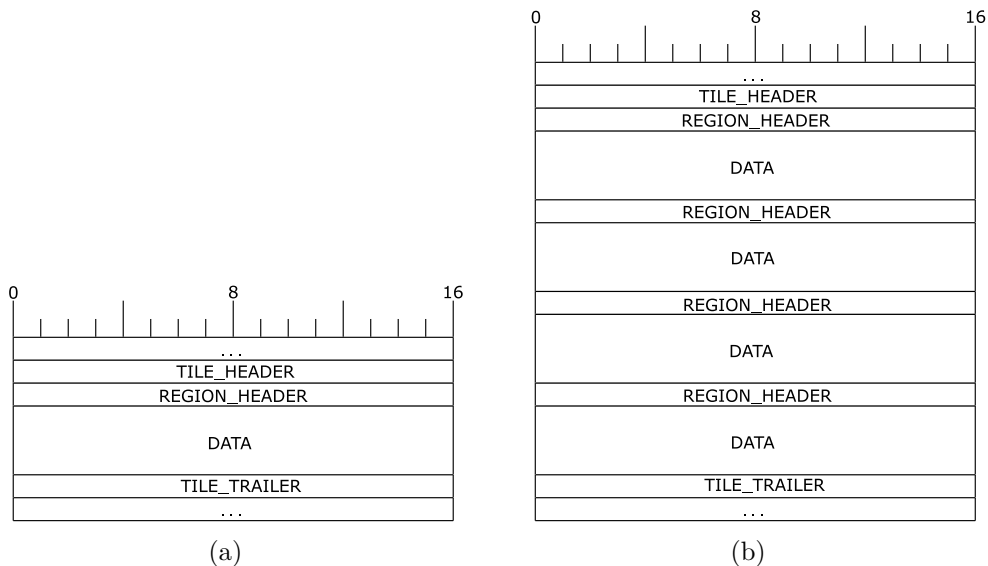 0 8 16
...
TILE_HEADER
REGION_HEADER
DATA
TILE_TRAILER
...
(a)
0 8 16
...
TILE_HEADER
REGION_HEADER
DATA
REGION_HEADER
DATA
REGION_HEADER
DATA
REGION_HEADER
DATA
TILE_TRAILER
...
(b)